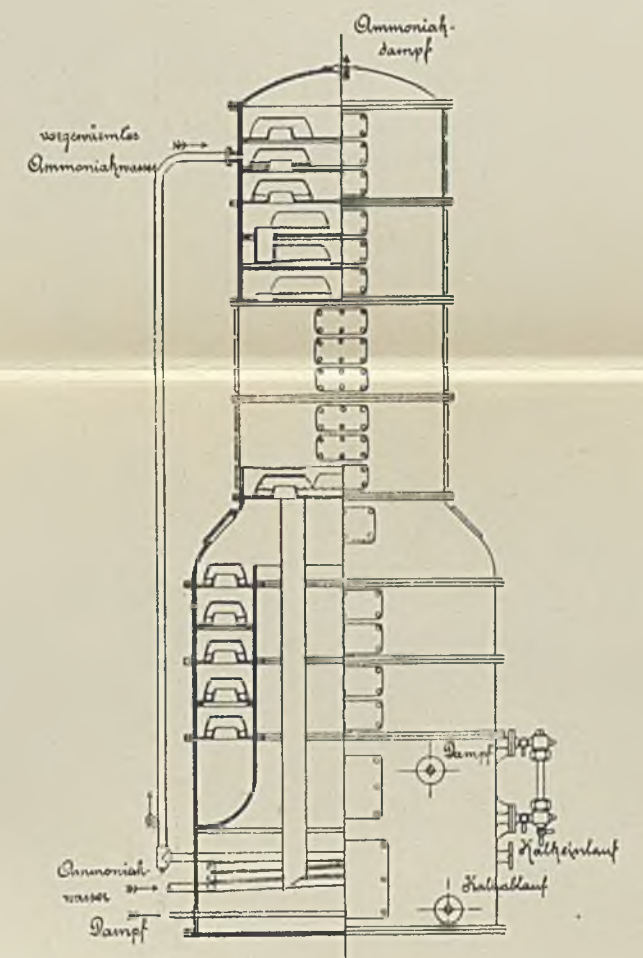 Ammoniak-
dampf
vorgewärmtes
Ammoniakwasser
Dampf
Kalkeinlauf
Ammoniak-
wasser
Kalkablauf
Dampf